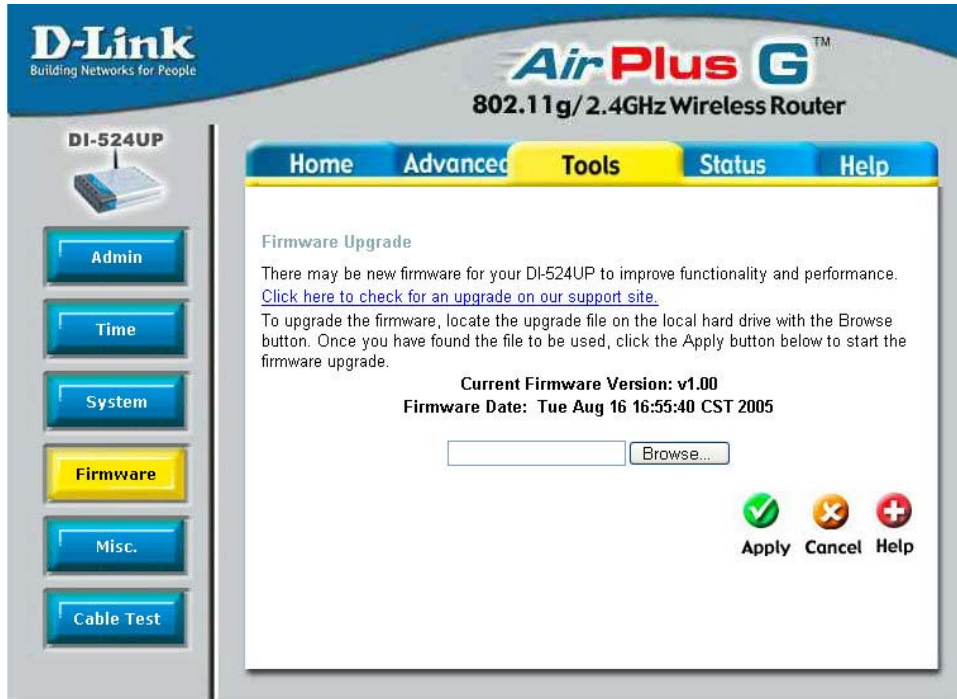 D-Link
Building Networks for People
Air Plus G™
802.11g/2.4GHz Wireless Router
DI-524UP
Home Advanced Tools Status Help
Admin
Time
System
Firmware
Misc.
Cable Test
Firmware Upgrade
There may be new firmware for your DI-524UP to improve functionality and performance.
Click here to check for an upgrade on our support site.
To upgrade the firmware, locate the upgrade file on the local hard drive with the Browse
button. Once you have found the file to be used, click the Apply button below to start the
firmware upgrade.
Current Firmware Version: v1.00
Firmware Date: Tue Aug 16 16:55:40 CST 2005
Browse...
Apply Cancel Help